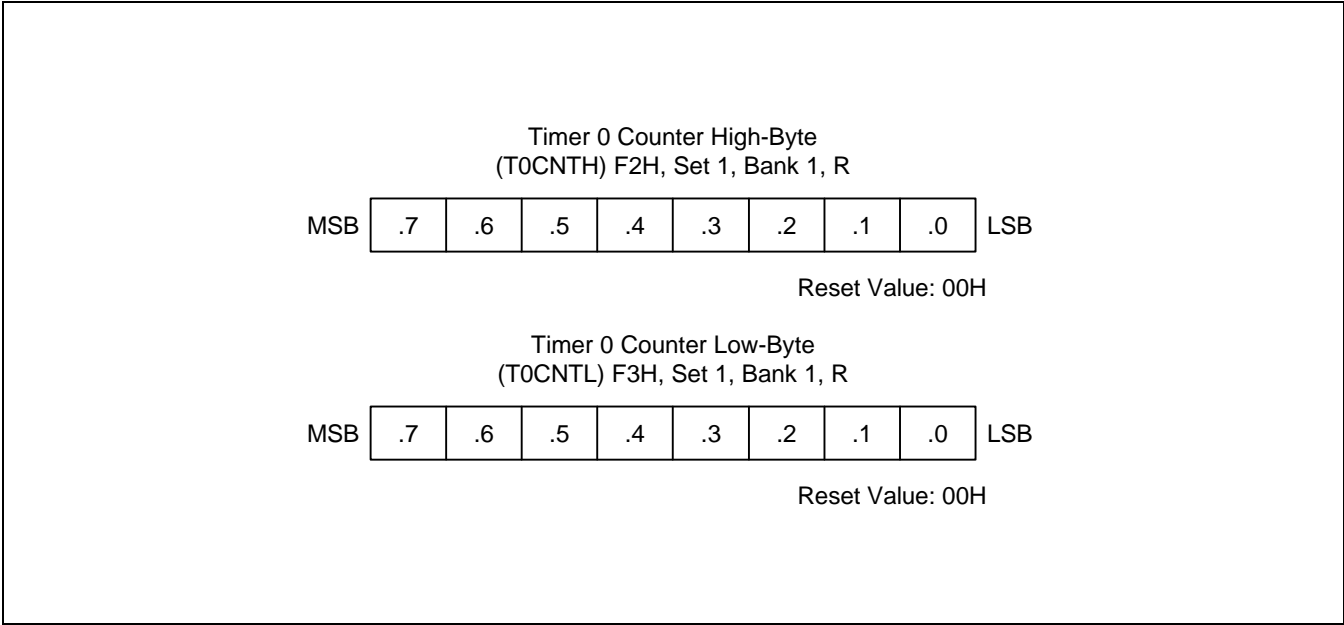 Timer 0 Counter High-Byte
(T0CNTH) F2H, Set 1, Bank 1, R
MSB .7 .6 .5 .4 .3 .2 .1 .0 LSB
Reset Value: 00H
Timer 0 Counter Low-Byte
(T0CNTL) F3H, Set 1, Bank 1, R
MSB .7 .6 .5 .4 .3 .2 .1 .0 LSB
Reset Value: 00H